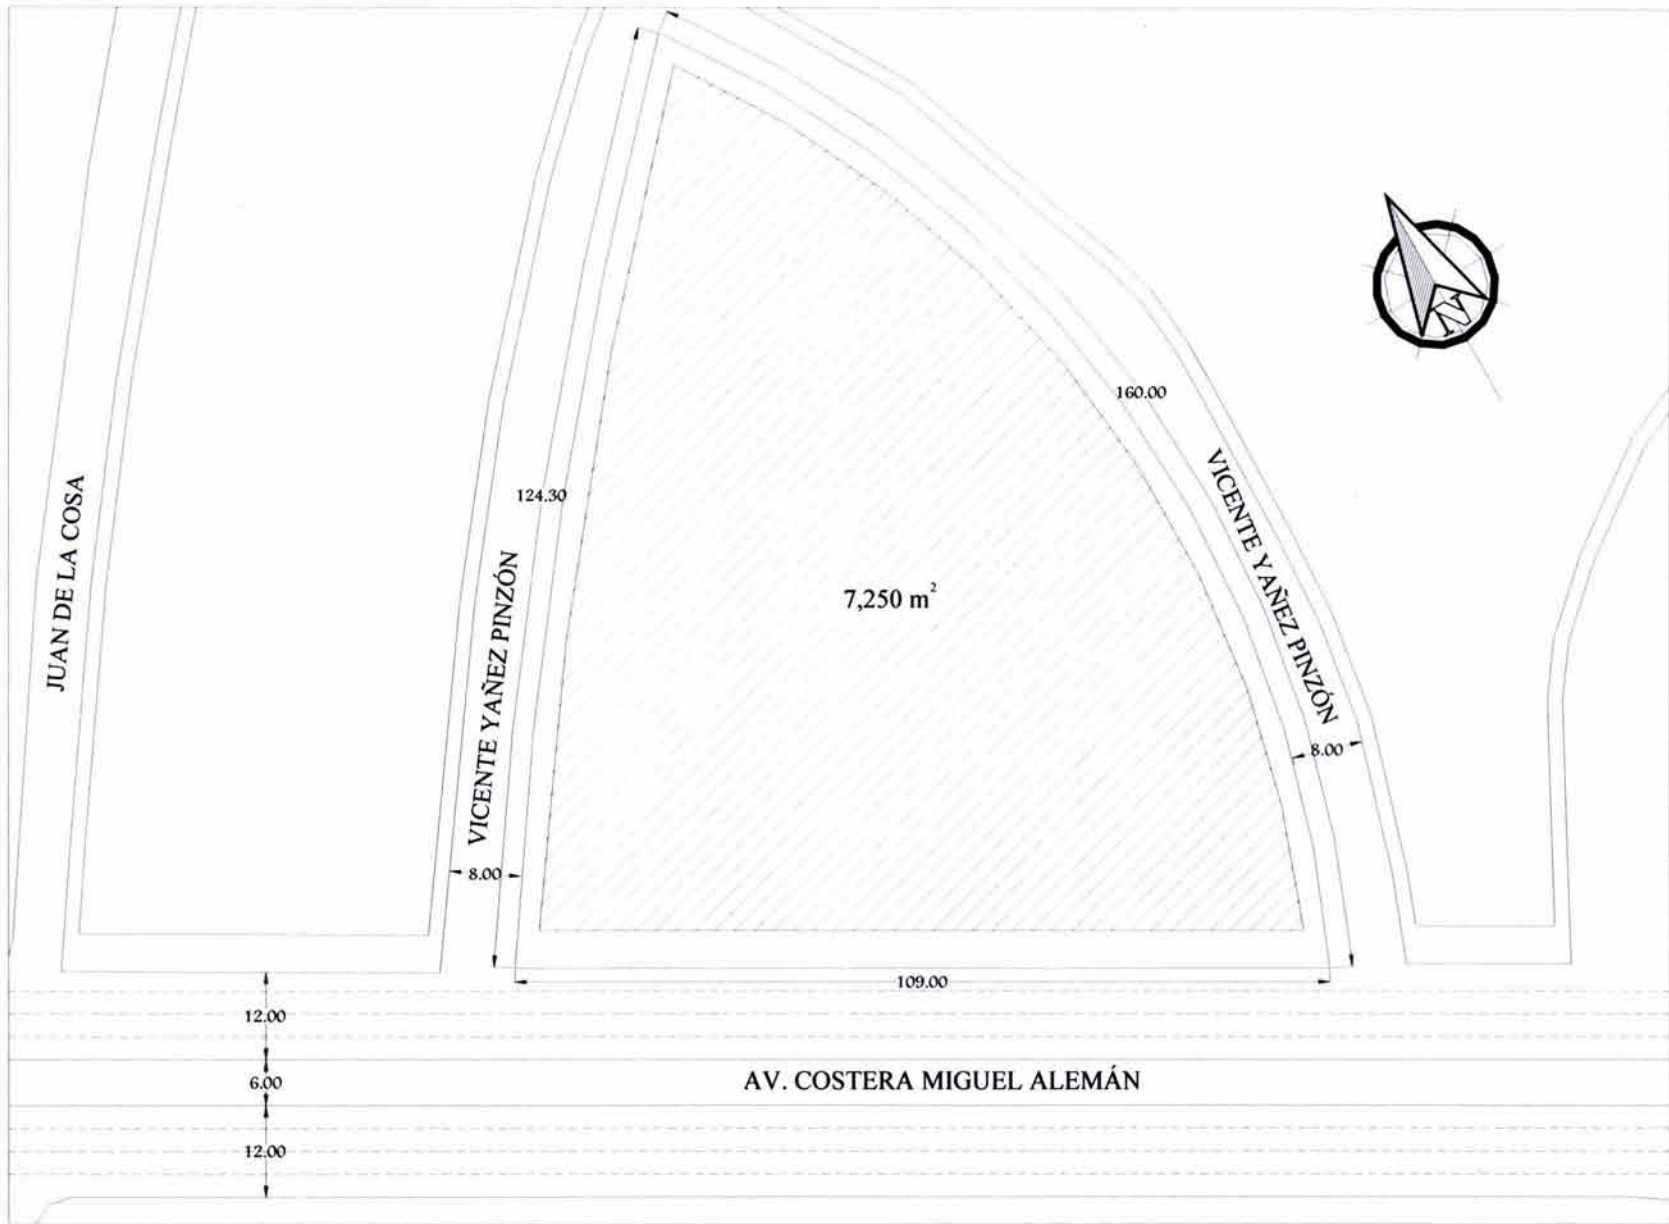 N
160.00
JUAN DE LA COSA
124.30
VICENTE YAÑEZ PINZÓN
VICENTE YAÑEZ PINZÓN
7,250 m²
8.00
8.00
109.00
12.00
6.00
AV. COSTERA MIGUEL ALEMÁN
12.00